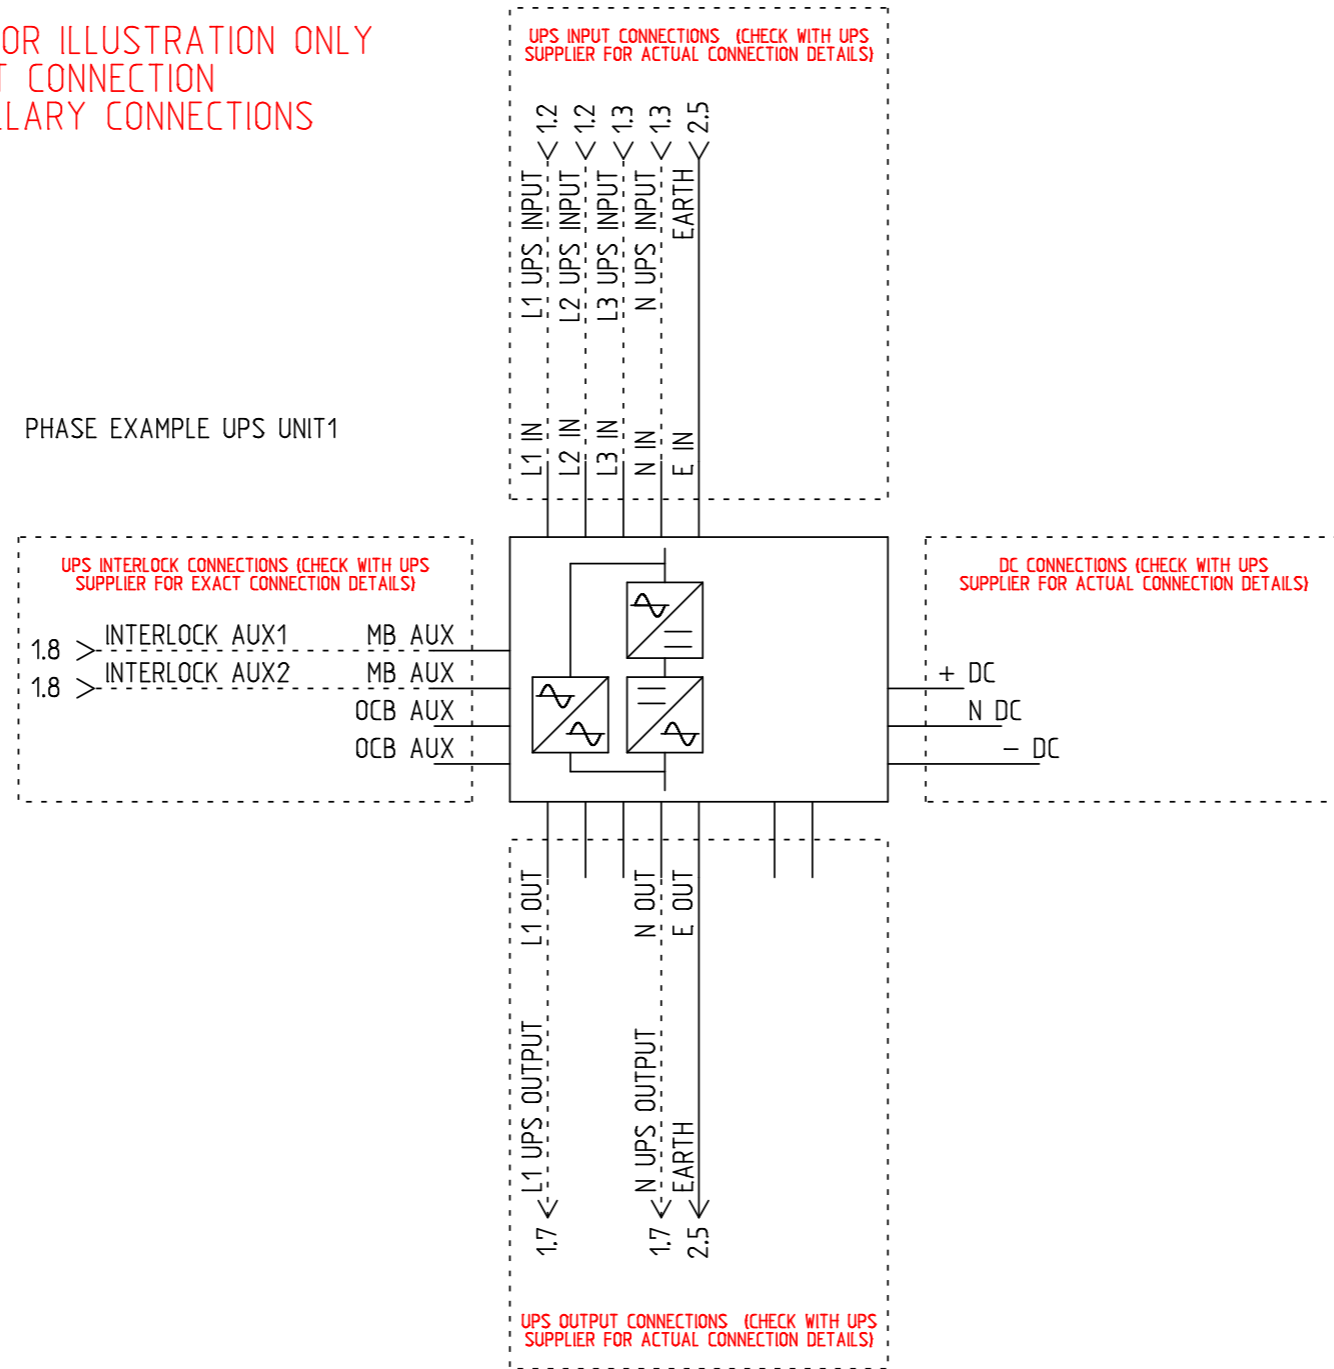 OR ILLUSTRATION ONLY
T CONNECTION
LLARY CONNECTIONS
UPS INPUT CONNECTIONS (CHECK WITH UPS
SUPPLIER FOR ACTUAL CONNECTION DETAILS)
1.2
1.2
1.3
1.3
2.5
L1 UPS INPUT
L2 UPS INPUT
L3 UPS INPUT
N UPS INPUT
EARTH
L1 IN
L2 IN
L3 IN
N IN
E IN
PHASE EXAMPLE UPS UNIT1
UPS INTERLOCK CONNECTIONS (CHECK WITH UPS
SUPPLIER FOR EXACT CONNECTION DETAILS)
1.8 INTERLOCK AUX1 MB AUX
1.8 INTERLOCK AUX2 MB AUX
OCB AUX
OCB AUX
DC CONNECTIONS (CHECK WITH UPS
SUPPLIER FOR ACTUAL CONNECTION DETAILS)
+ DC
N DC
- DC
L1 OUT
N OUT
E OUT
L1 UPS OUTPUT
N UPS OUTPUT
EARTH
1.7
1.7
2.5
UPS OUTPUT CONNECTIONS (CHECK WITH UPS
SUPPLIER FOR ACTUAL CONNECTION DETAILS)